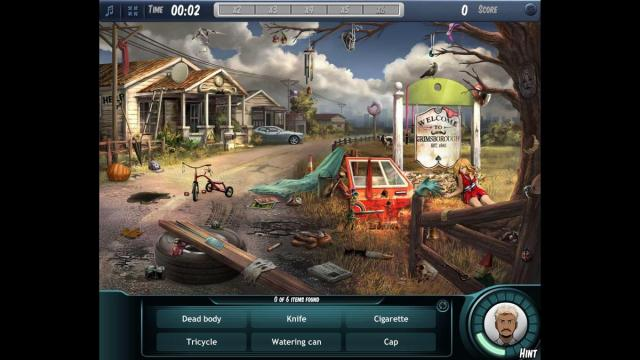 TIME 00:02 x2 x3 x4 x5 x6 0 SCORE
HELP
WELCOME
TO
GRIMSBOROUGH
0 OF 6 ITEMS FOUND
Dead body Knife Cigarette
Tricycle Watering can Cap
HINT